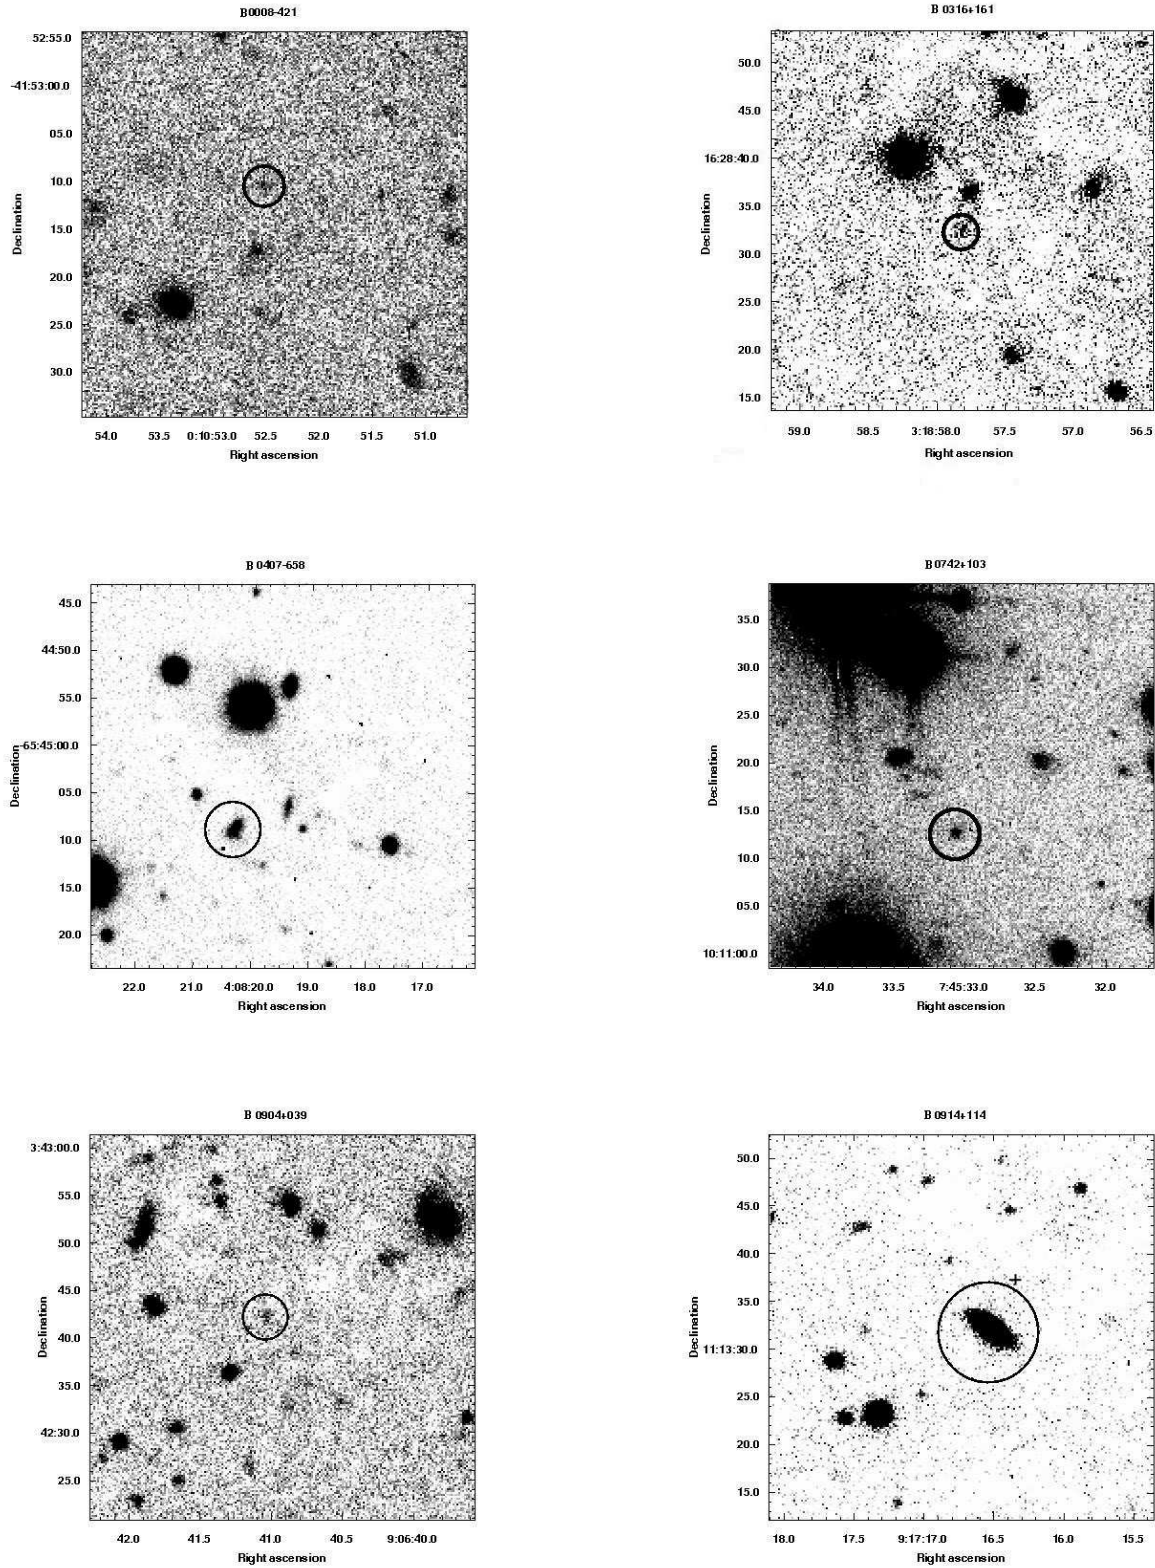 B0008-421
52:55.0
-41:53:00.0
05.0
10.0
15.0
20.0
25.0
30.0
Declination
54.0 53.5 0:10:53.0 52.5 52.0 51.5 51.0
Right ascension
B 0316+161
50.0
45.0
16:28:40.0
35.0
30.0
25.0
20.0
15.0
Declination
59.0 58.5 3:18:58.0 57.5 57.0 56.5
Right ascension
B 0407-658
45.0
44:50.0
55.0
-65:45:00.0
05.0
10.0
15.0
20.0
Declination
22.0 21.0 4:08:20.0 19.0 18.0 17.0
Right ascension
B0742+103
35.0
30.0
25.0
20.0
15.0
10.0
05.0
10:11:00.0
Declination
34.0 33.5 7:45:33.0 32.5 32.0
Right ascension
B 0904+039
3:43:00.0
55.0
50.0
45.0
40.0
35.0
42:30.0
25.0
Declination
42.0 41.5 41.0 40.5 9:06:40.0
Right ascension
B 0914+114
50.0
45.0
40.0
35.0
11:13:30.0
25.0
20.0
15.0
Declination
18.0 17.5 9:17:17.0 16.5 16.0 15.5
Right ascension